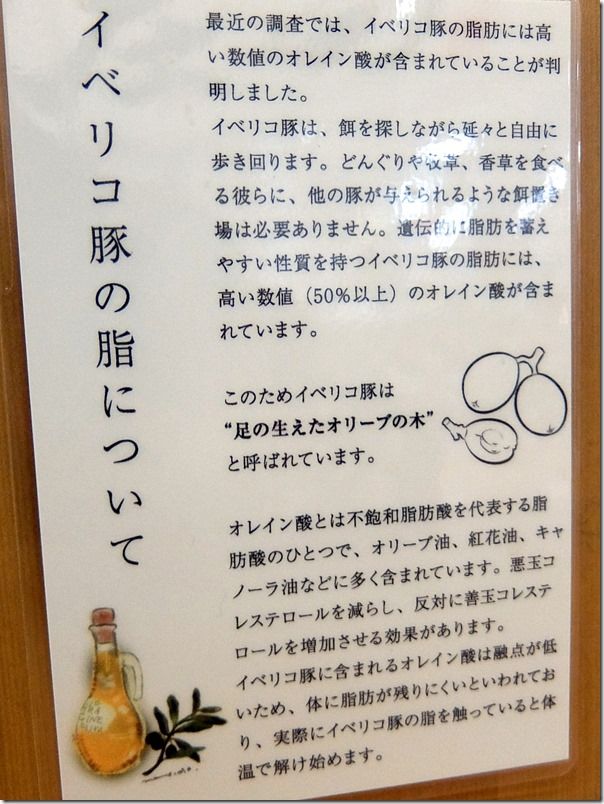 イベリコ豚の脂について
最近の調査では、イベリコ豚の脂肪には高
い数値のオレイン酸が含まれていることが判
明しました。
イベリコ豚は、餌を探しながら延々と自由に
歩き回ります。どんぐりや牧草、香草を食べ
る彼らに、他の豚が与えられるような餌置き
場は必要ありません。遺伝的に脂肪を蓄え
やすい性質を持つイベリコ豚の脂肪には、
高い数値（50％以上）のオレイン酸が含ま
れています。
このためイベリコ豚は
“足の生えたオリーブの木”
と呼ばれています。
オレイン酸とは不飽和脂肪酸を代表する脂
肪酸のひとつで、オリーブ油、紅花油、キャ
ノーラ油などに多く含まれています。悪玉コ
レステロールを減らし、反対に善玉コレステ
ロールを増加させる効果があります。
イベリコ豚に含まれるオレイン酸は融点が低
いため、体に脂肪が残りにくいといわれてお
り、実際にイベリコ豚の脂を触っていると体
温で解け始めます。